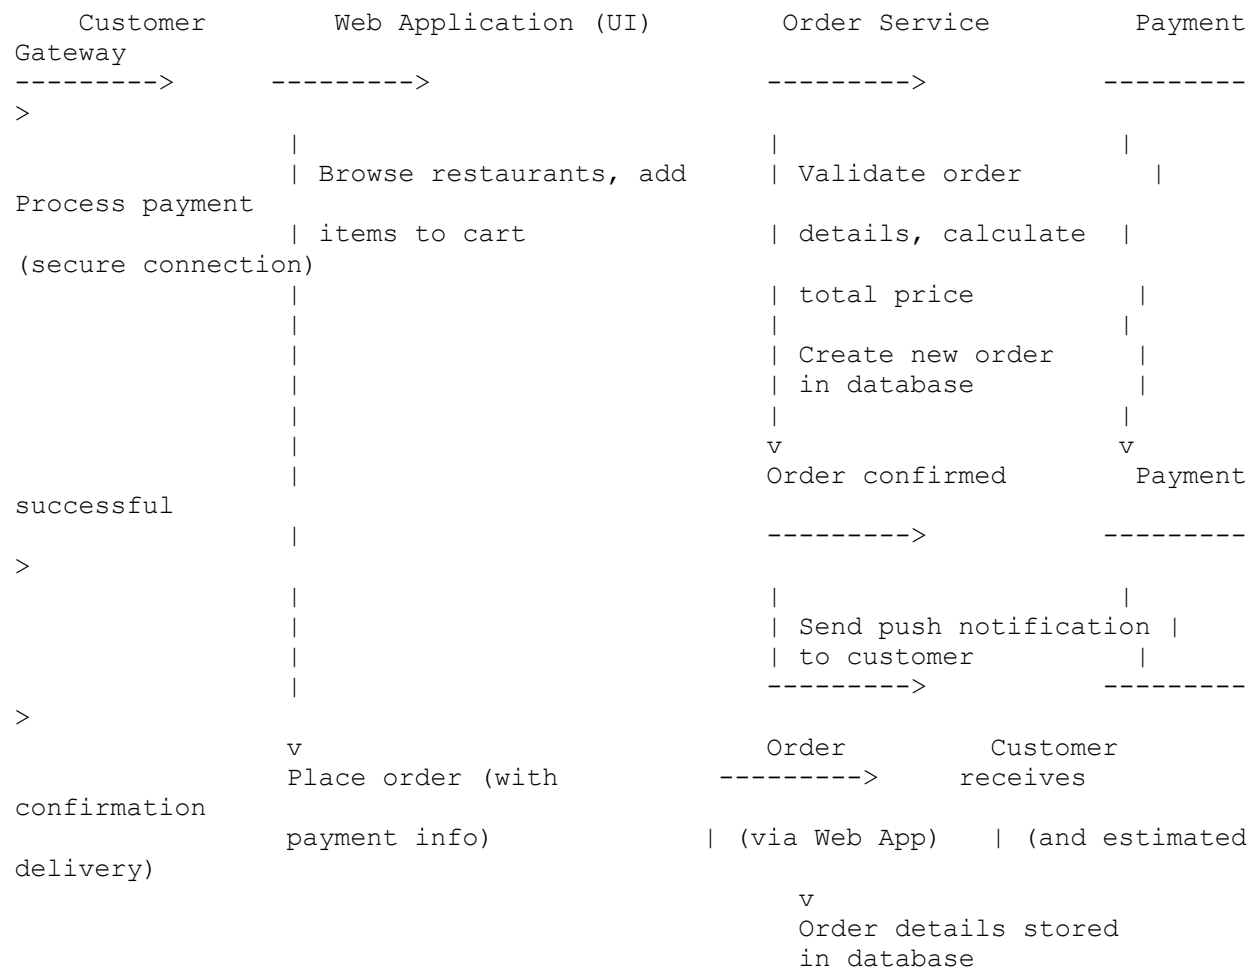 Customer         Web Application (UI)         Order Service          Payment
Gateway
---------->       ---------->                        ---------->            ---------
>
                   |                                 |                        |
                   | Browse restaurants, add      | Validate order         |
Process payment
                   | items to cart                 | details, calculate  |
(secure connection)
                   |                                 | total price           |
                   |                                 |                        |
                   |                                 | Create new order      |
                   |                                 | in database           |
                   |                                 |                        |
                   |                                 v                        v
                   |                                 Order confirmed         Payment
successful
                   |                                 ---------->            ---------
>
                   |                                 |                        |
                   |                                 | Send push notification |
                   |                                 | to customer           |
                   |                                 ---------->            ---------
>
                   v                                 Order          Customer
                   Place order (with           ---------->      receives
confirmation
                   payment info)               | (via Web App)   | (and estimated
delivery)
                                                       v
                                                       Order details stored
                                                       in database